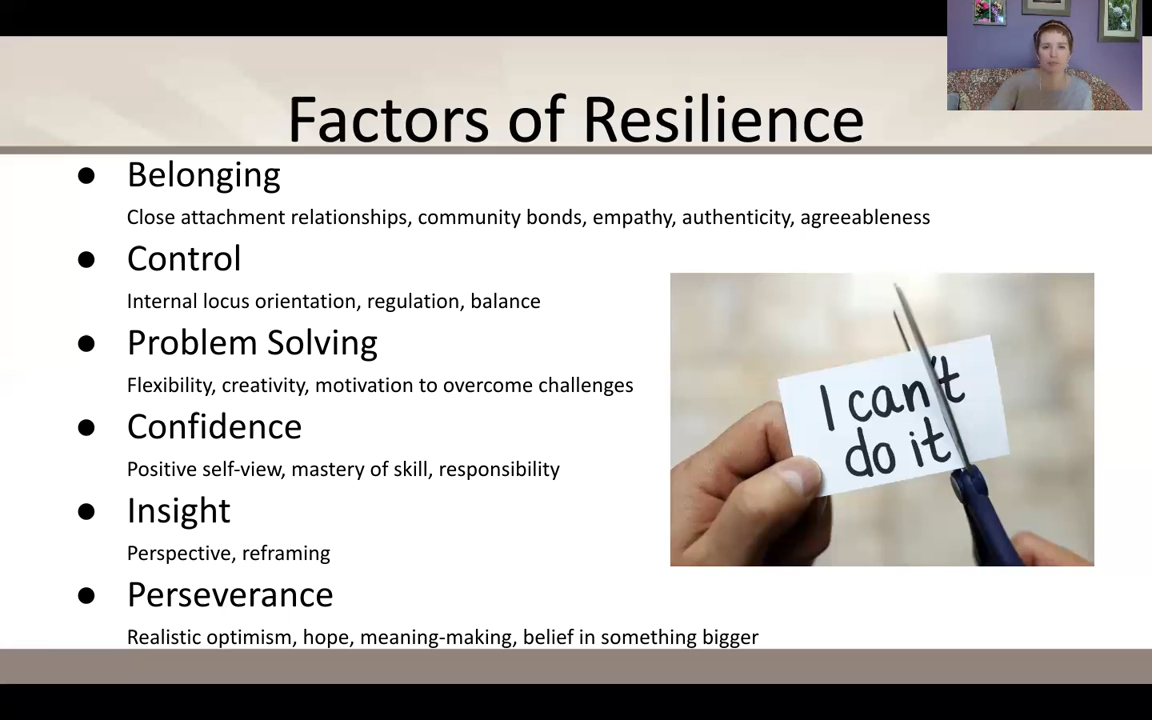 Factors of Resilience
● Belonging
Close attachment relationships, community bonds, empathy, authenticity, agreeableness
● Control
Internal locus orientation, regulation, balance
● Problem Solving
Flexibility, creativity, motivation to overcome challenges
● Confidence
Positive self-view, mastery of skill, responsibility
● Insight
Perspective, reframing
● Perseverance
Realistic optimism, hope, meaning-making, belief in something bigger
I can't
do it